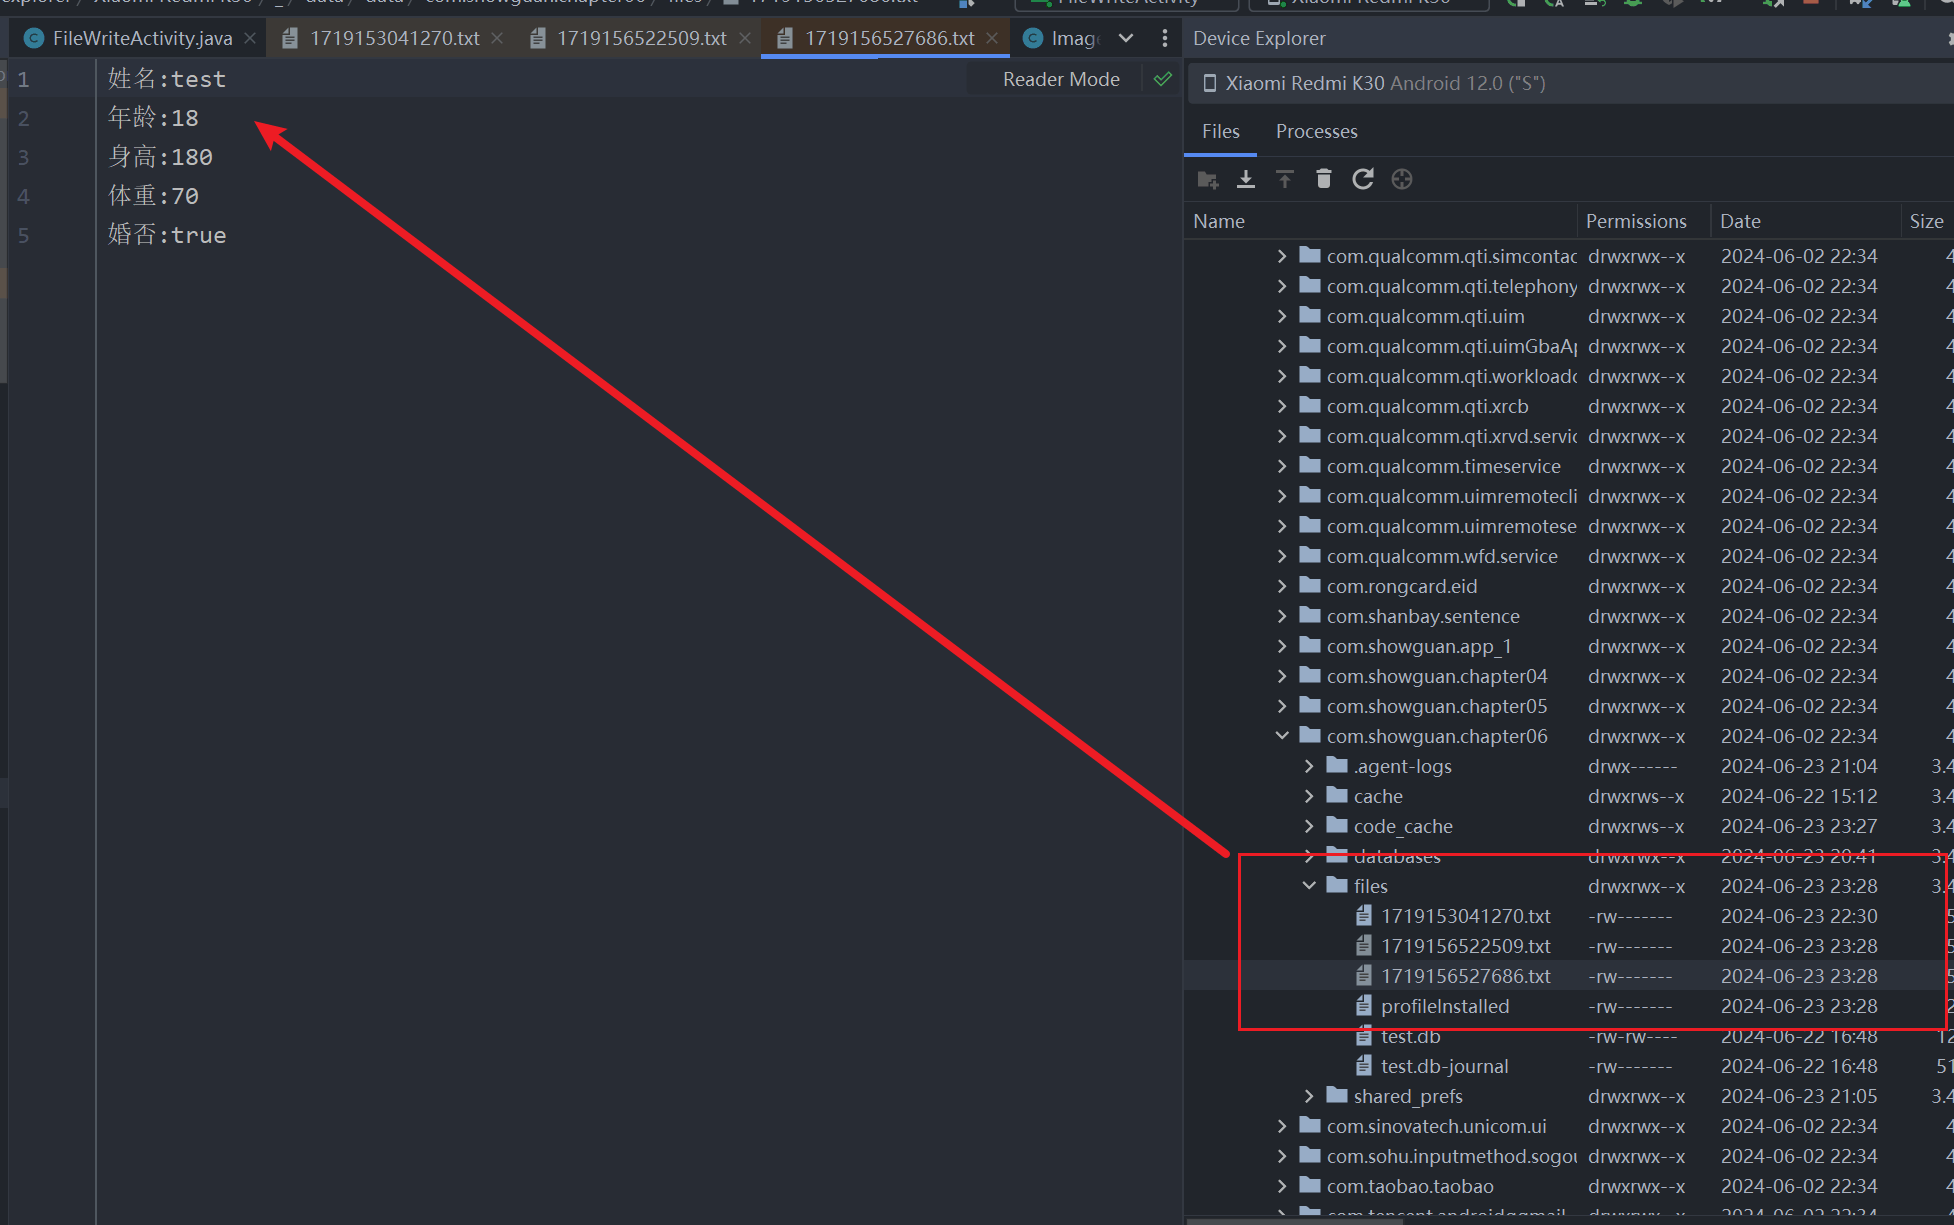 FileWriteActivity.java
1719153041270.txt
1719156522509.txt
1719156527686.txt
Imag
Reader Mode
1 姓名:test
2 年龄:18
3 身高:180
4 体重:70
5 婚否:true
Device Explorer
Xiaomi Redmi K30 Android 12.0 ("S")
Files Processes
Name Permissions Date Size
com.qualcomm.qti.simcontac drwxrwx--x 2024-06-02 22:34 4
com.qualcomm.qti.telephony drwxrwx--x 2024-06-02 22:34 4
com.qualcomm.qti.uim drwxrwx--x 2024-06-02 22:34 4
com.qualcomm.qti.uimGbaAp drwxrwx--x 2024-06-02 22:34 4
com.qualcomm.qti.workloadc drwxrwx--x 2024-06-02 22:34 4
com.qualcomm.qti.xrcb drwxrwx--x 2024-06-02 22:34 4
com.qualcomm.qti.xrvd.servic drwxrwx--x 2024-06-02 22:34 4
com.qualcomm.timeservice drwxrwx--x 2024-06-02 22:34 4
com.qualcomm.uimremotecli drwxrwx--x 2024-06-02 22:34 4
com.qualcomm.uimremotese drwxrwx--x 2024-06-02 22:34 4
com.qualcomm.wfd.service drwxrwx--x 2024-06-02 22:34 4
com.rongcard.eid drwxrwx--x 2024-06-02 22:34 4
com.shanbay.sentence drwxrwx--x 2024-06-02 22:34 4
com.showguan.app_1 drwxrwx--x 2024-06-02 22:34 4
com.showguan.chapter04 drwxrwx--x 2024-06-02 22:34 4
com.showguan.chapter05 drwxrwx--x 2024-06-02 22:34 4
com.showguan.chapter06 drwxrwx--x 2024-06-02 22:34 4
.agent-logs drwx------ 2024-06-23 21:04 3.4
cache drwxrws--x 2024-06-22 15:12 3.4
code_cache drwxrws--x 2024-06-23 23:27 3.4
databases drwxrwx--x 2024-06-23 20:41 3.4
files drwxrwx--x 2024-06-23 23:28 3.4
1719153041270.txt -rw------- 2024-06-23 22:30 5
1719156522509.txt -rw------- 2024-06-23 23:28 5
1719156527686.txt -rw------- 2024-06-23 23:28 5
profileInstalled -rw------- 2024-06-23 23:28 2
test.db -rw-rw---- 2024-06-22 16:48 12
test.db-journal -rw------- 2024-06-22 16:48 51
shared_prefs drwxrwx--x 2024-06-23 21:05 3.4
com.sinovatech.unicom.ui drwxrwx--x 2024-06-02 22:34 4
com.sohu.inputmethod.sogou drwxrwx--x 2024-06-02 22:34 4
com.taobao.taobao drwxrwx--x 2024-06-02 22:34 4